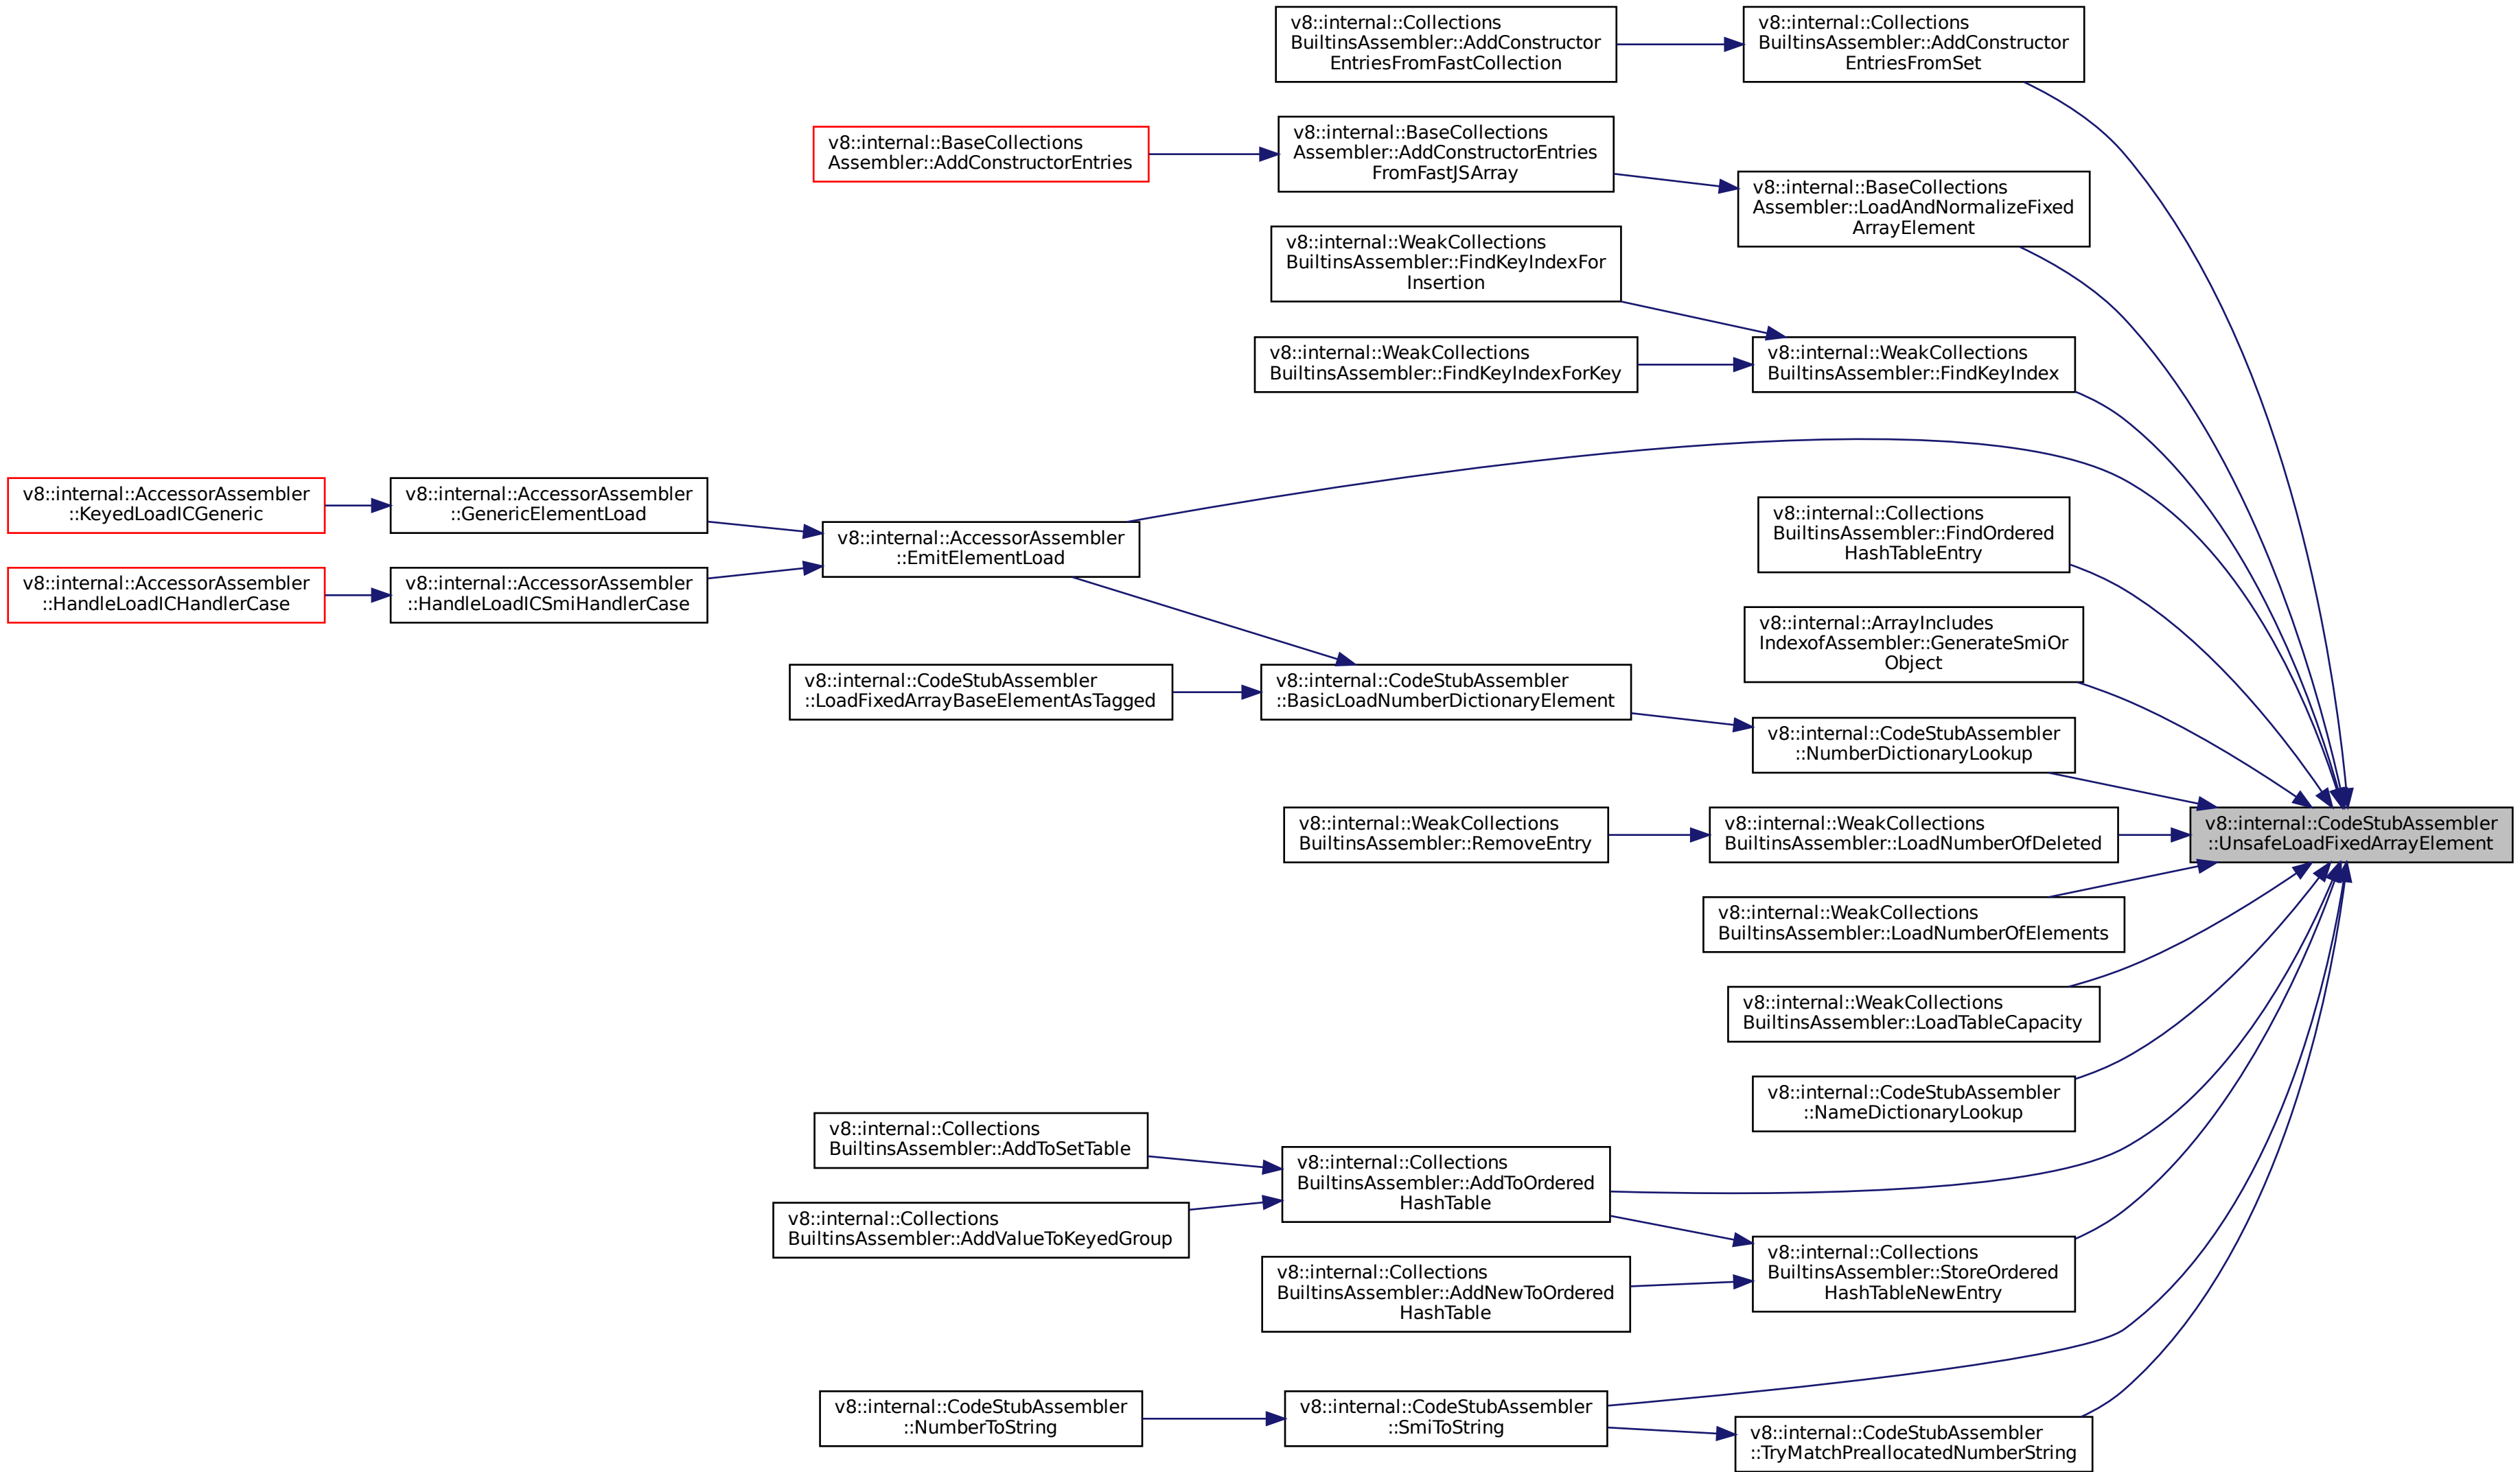 v8::internal::Collections
BuiltinsAssembler::AddConstructor
EntriesFromFastCollection
v8::internal::Collections
BuiltinsAssembler::AddConstructor
EntriesFromSet
v8::internal::BaseCollections
Assembler::AddConstructorEntries
v8::internal::BaseCollections
Assembler::AddConstructorEntries
FromFastJSArray
v8::internal::BaseCollections
Assembler::LoadAndNormalizeFixed
ArrayElement
v8::internal::WeakCollections
BuiltinsAssembler::FindKeyIndexFor
Insertion
v8::internal::WeakCollections
BuiltinsAssembler::FindKeyIndexForKey
v8::internal::WeakCollections
BuiltinsAssembler::FindKeyIndex
v8::internal::AccessorAssembler
::KeyedLoadICGeneric
v8::internal::AccessorAssembler
::GenericElementLoad
v8::internal::AccessorAssembler
::EmitElementLoad
v8::internal::Collections
BuiltinsAssembler::FindOrdered
HashTableEntry
v8::internal::AccessorAssembler
::HandleLoadICHandlerCase
v8::internal::AccessorAssembler
::HandleLoadICSmiHandlerCase
v8::internal::ArrayIncludes
IndexofAssembler::GenerateSmiOr
Object
v8::internal::CodeStubAssembler
::LoadFixedArrayBaseElementAsTagged
v8::internal::CodeStubAssembler
::BasicLoadNumberDictionaryElement
v8::internal::CodeStubAssembler
::NumberDictionaryLookup
v8::internal::WeakCollections
BuiltinsAssembler::RemoveEntry
v8::internal::WeakCollections
BuiltinsAssembler::LoadNumberOfDeleted
v8::internal::CodeStubAssembler
::UnsafeLoadFixedArrayElement
v8::internal::WeakCollections
BuiltinsAssembler::LoadNumberOfElements
v8::internal::WeakCollections
BuiltinsAssembler::LoadTableCapacity
v8::internal::CodeStubAssembler
::NameDictionaryLookup
v8::internal::Collections
BuiltinsAssembler::AddToSetTable
v8::internal::Collections
BuiltinsAssembler::AddToOrdered
HashTable
v8::internal::Collections
BuiltinsAssembler::AddValueToKeyedGroup
v8::internal::Collections
BuiltinsAssembler::StoreOrdered
HashTableNewEntry
v8::internal::Collections
BuiltinsAssembler::AddNewToOrdered
HashTable
v8::internal::CodeStubAssembler
::NumberToString
v8::internal::CodeStubAssembler
::SmiToString
v8::internal::CodeStubAssembler
::TryMatchPreallocatedNumberString